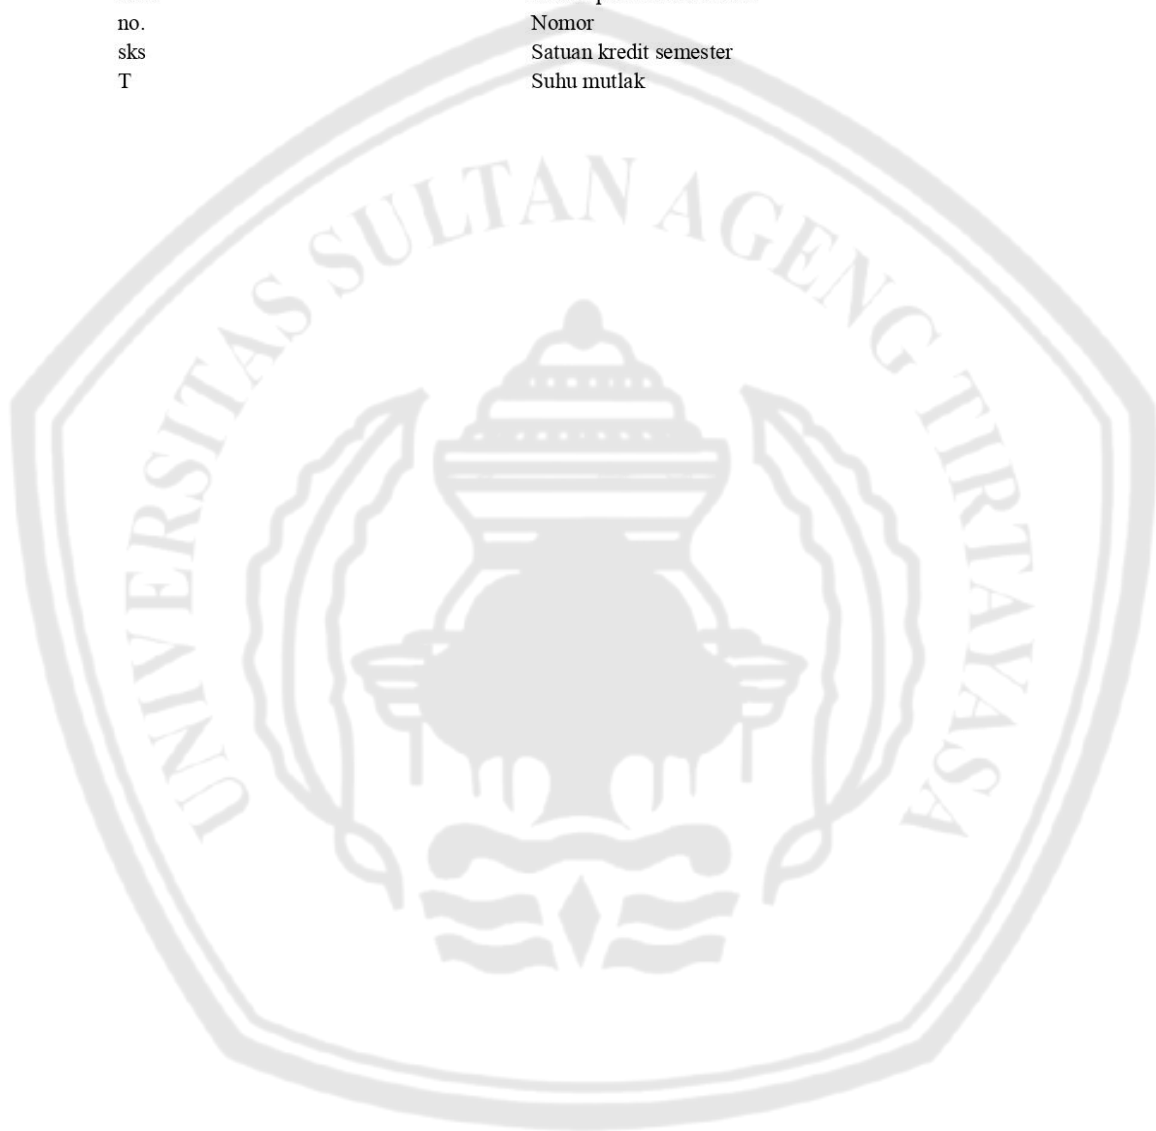 no. Nomor
sks Satuan kredit semester
T Suhu mutlak
UNIVERSITAS SULTAN AGENG TIRTAYASA